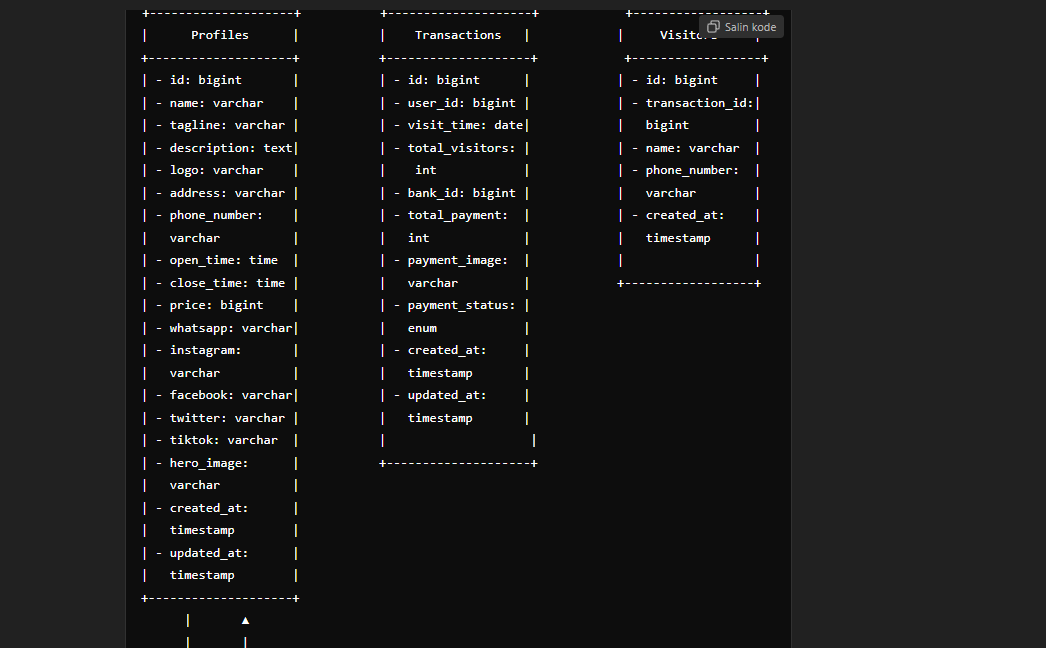 +--------------------+ +--------------------+ +------------------+
Salin kode
| Profiles | | Transactions | | Visitors |
+--------------------+ +--------------------+ +------------------+
| - id: bigint | | - id: bigint | | - id: bigint |
| - name: varchar | | - user_id: bigint | | - transaction_id:|
| - tagline: varchar | | - visit_time: date| | bigint |
| - description: text| | - total_visitors: | | - name: varchar |
| - logo: varchar | | int | | - phone_number: |
| - address: varchar | | - bank_id: bigint | | varchar |
| - phone_number: | | - total_payment: | | - created_at: |
| varchar | | int | | timestamp |
| - open_time: time | | - payment_image: | | |
| - close_time: time | | varchar | +------------------+
| - price: bigint | | - payment_status: |
| - whatsapp: varchar| | enum |
| - instagram: | | - created_at: |
| varchar | | timestamp |
| - facebook: varchar| | - updated_at: |
| - twitter: varchar | | timestamp |
| - tiktok: varchar | | |
| - hero_image: | +--------------------+
| varchar |
| - created_at: |
| timestamp |
| - updated_at: |
| timestamp |
+--------------------+
| ▲
| |